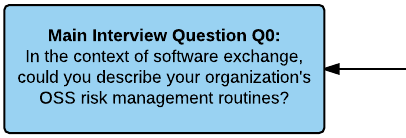 Main Interview Question Q0:
In the context of software exchange,
could you describe your organization's
OSS risk management routines?